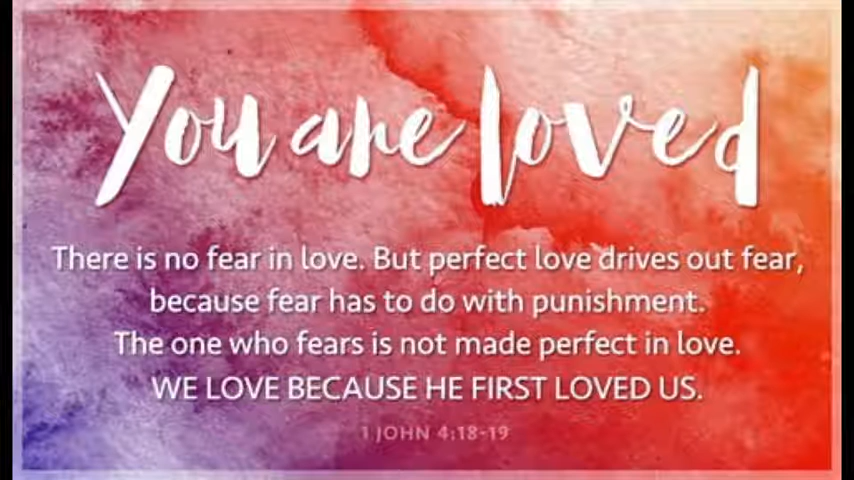 You are loved
There is no fear in love. But perfect love drives out fear,
because fear has to do with punishment.
The one who fears is not made perfect in love.
WE LOVE BECAUSE HE FIRST LOVED US.
1 JOHN 4:18-19